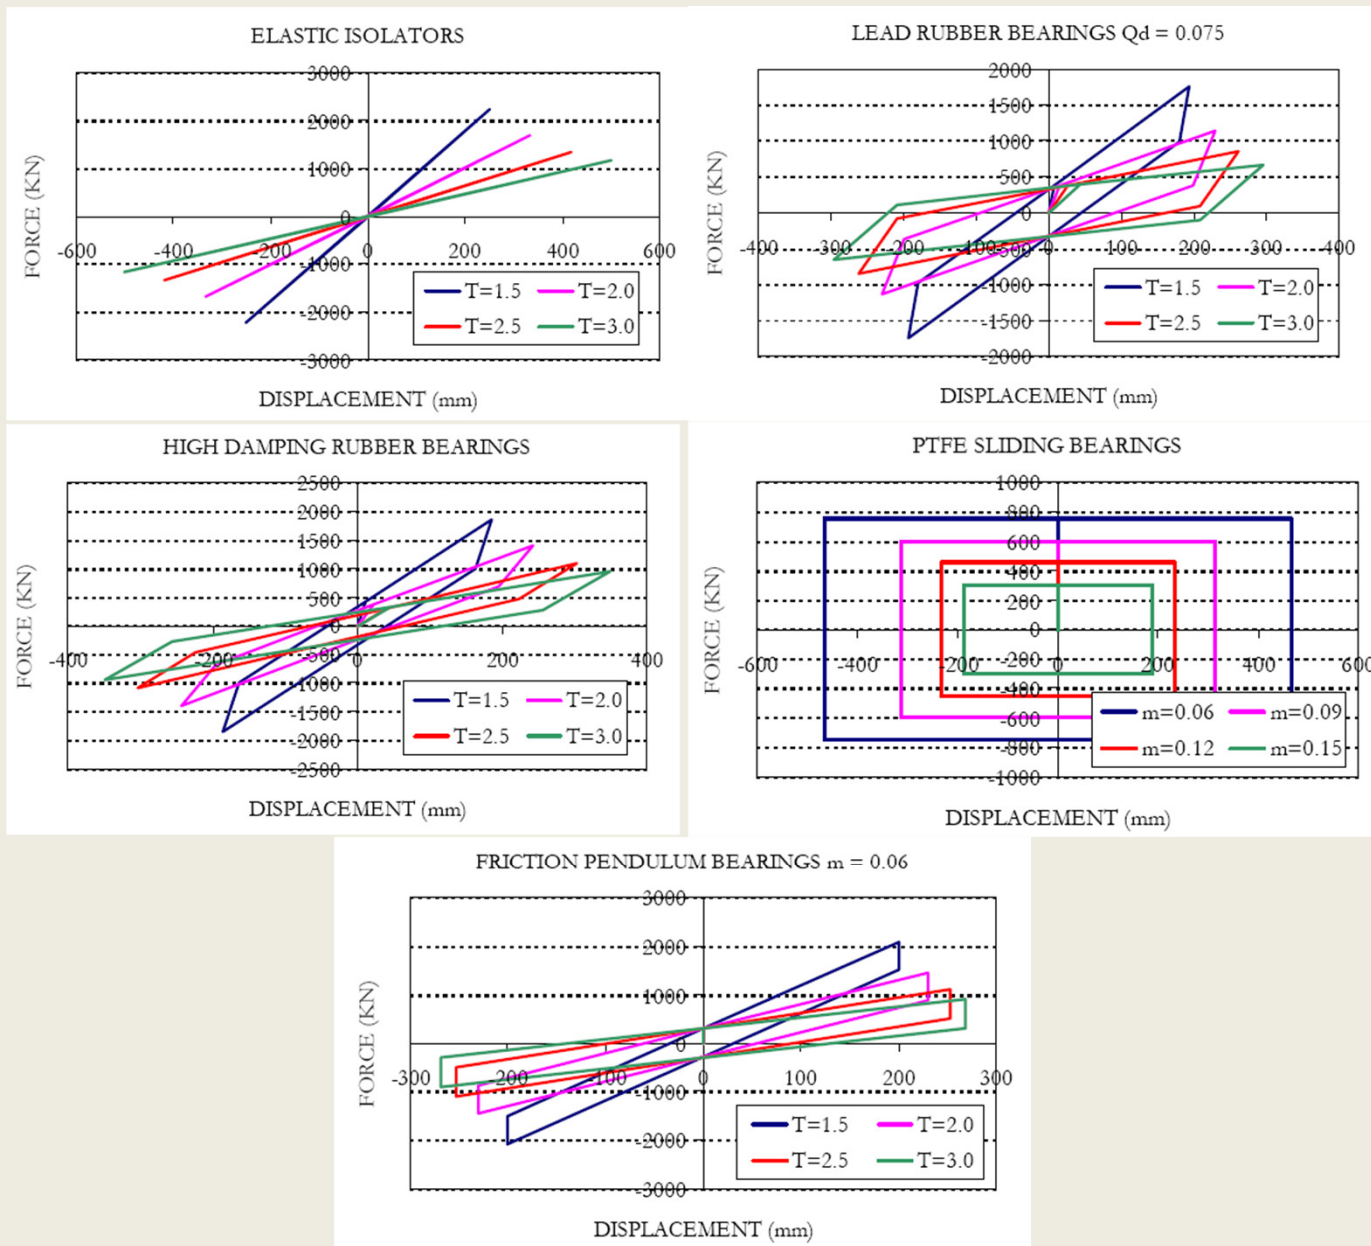 ELASTIC ISOLATORS
3000
2000
1000
0
-1000
-2000
-3000
-600 -400 -200 0 200 400 600
FORCE (KN)
T=1.5 T=2.0
T=2.5 T=3.0
DISPLACEMENT (mm)
LEAD RUBBER BEARINGS Qd = 0.075
2000
1500
1000
500
0
-500
-1000
-1500
-2000
-400 -300 -200 -100 0 100 200 300 400
FORCE (KN)
T=1.5 T=2.0
T=2.5 T=3.0
DISPLACEMENT (mm)
HIGH DAMPING RUBBER BEARINGS
2500
2000
1500
1000
500
0
-500
-1000
-1500
-2000
-2500
-400 -200 0 200 400
FORCE (KN)
T=1.5 T=2.0
T=2.5 T=3.0
DISPLACEMENT (mm)
PTFE SLIDING BEARINGS
1000
800
600
400
200
0
-200
-400
-600
-800
-1000
-600 -400 -200 0 200 400 600
FORCE (KN)
m=0.06 m=0.09
m=0.12 m=0.15
DISPLACEMENT (mm)
FRICTION PENDULUM BEARINGS m = 0.06
3000
2000
1000
0
-1000
-2000
-3000
-300 -200 -100 0 100 200 300
FORCE (KN)
T=1.5 T=2.0
T=2.5 T=3.0
DISPLACEMENT (mm)